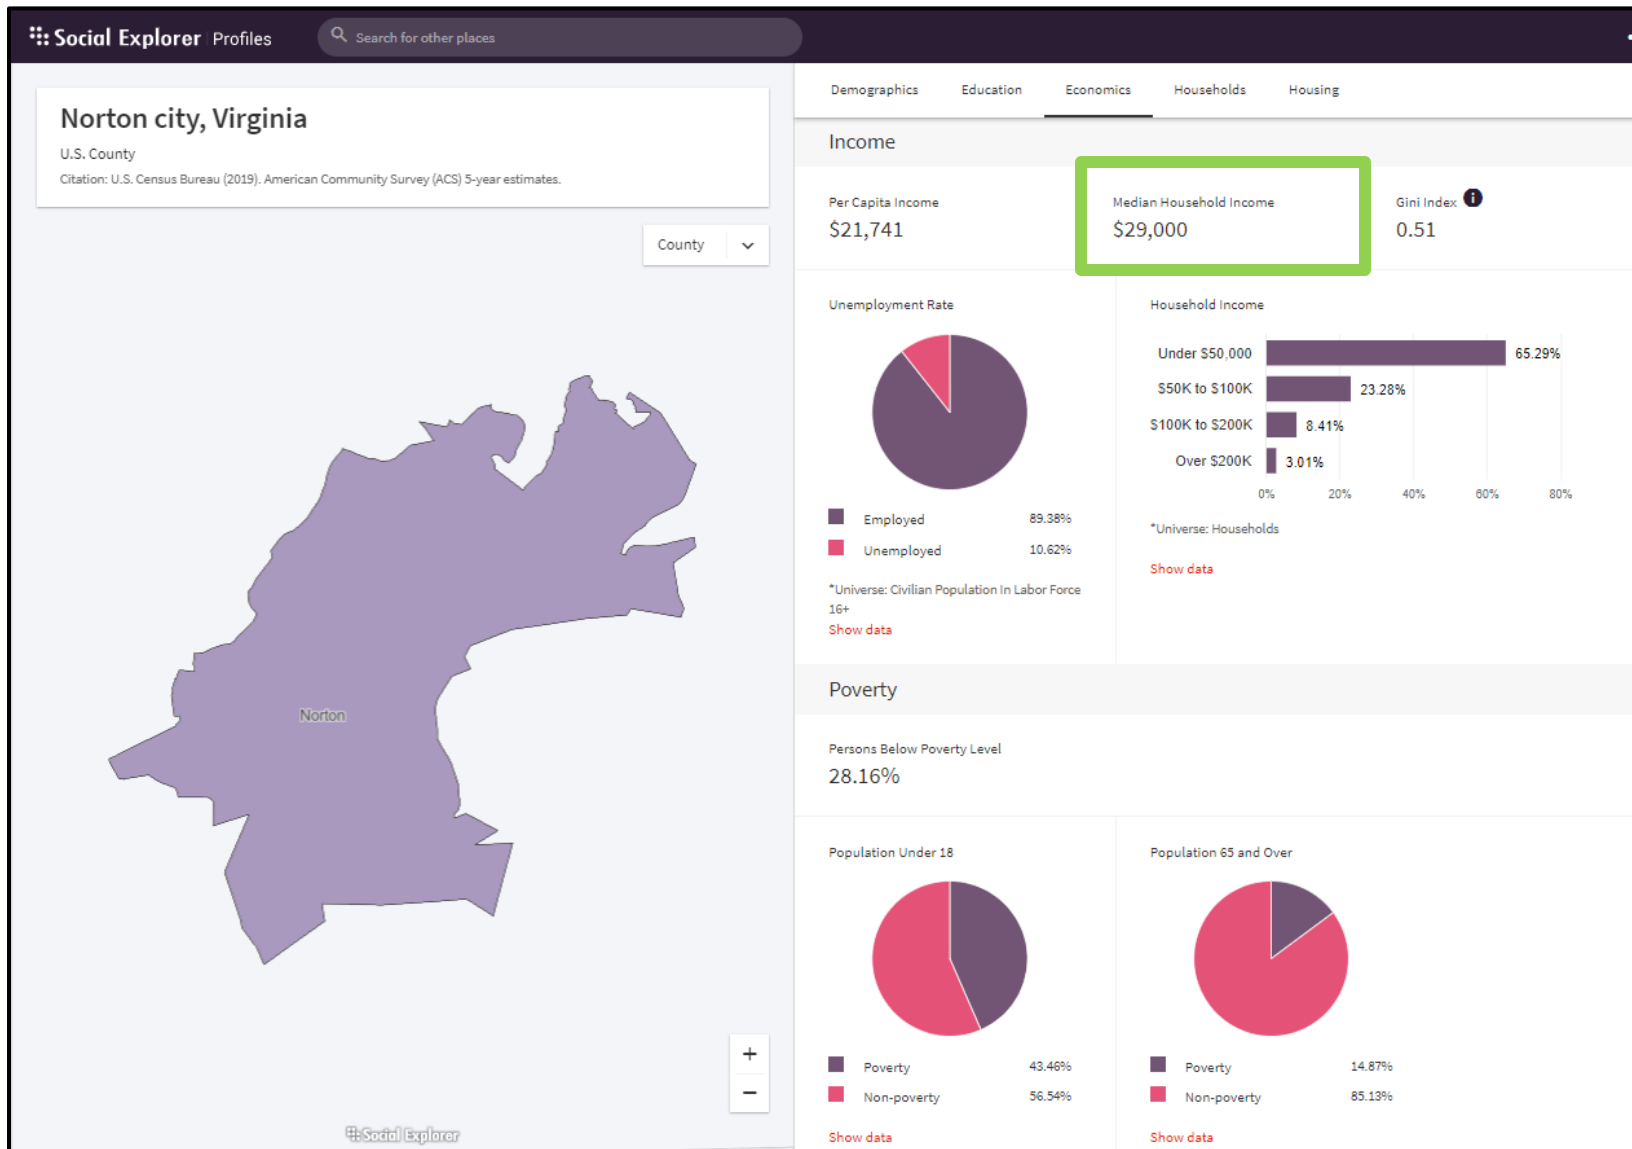 Social Explorer Profiles
Search for other places
Norton city, Virginia
U.S. County
Citation: U.S. Census Bureau (2019). American Community Survey (ACS) 5-year estimates.
County
Norton
+
−
Social Explorer
Demographics Education Economics Households Housing
Income
Per Capita Income
$21,741
Median Household Income
$29,000
Gini Index i
0.51
Unemployment Rate
Employed 89.38%
Unemployed 10.62%
*Universe: Civilian Population In Labor Force
16+
Show data
Household Income
Under $50,000 65.29%
$50K to $100K 23.28%
$100K to $200K 8.41%
Over $200K 3.01%
0% 20% 40% 60% 80%
*Universe: Households
Show data
Poverty
Persons Below Poverty Level
28.16%
Population Under 18
Poverty 43.46%
Non-poverty 56.54%
Show data
Population 65 and Over
Poverty 14.87%
Non-poverty 85.13%
Show data